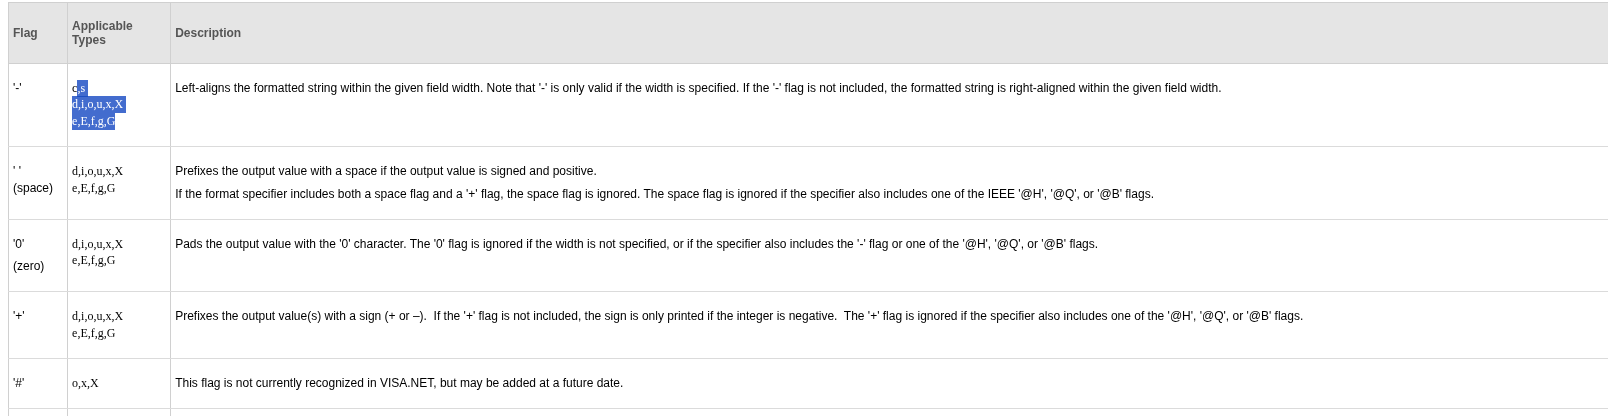 Flag
Applicable
Types
Description
'-'
c,s
d,i,o,u,x,X
e,E,f,g,G
Left-aligns the formatted string within the given field width. Note that '-' is only valid if the width is specified. If the '-' flag is not included, the formatted string is right-aligned within the given field width.
' '
(space)
d,i,o,u,x,X
e,E,f,g,G
Prefixes the output value with a space if the output value is signed and positive.
If the format specifier includes both a space flag and a '+' flag, the space flag is ignored. The space flag is ignored if the specifier also includes one of the IEEE '@H', '@Q', or '@B' flags.
'0'
(zero)
d,i,o,u,x,X
e,E,f,g,G
Pads the output value with the '0' character. The '0' flag is ignored if the width is not specified, or if the specifier also includes the '-' flag or one of the '@H', '@Q', or '@B' flags.
'+'
d,i,o,u,x,X
e,E,f,g,G
Prefixes the output value(s) with a sign (+ or –).  If the '+' flag is not included, the sign is only printed if the integer is negative.  The '+' flag is ignored if the specifier also includes one of the '@H', '@Q', or '@B' flags.
'#'
o,x,X
This flag is not currently recognized in VISA.NET, but may be added at a future date.